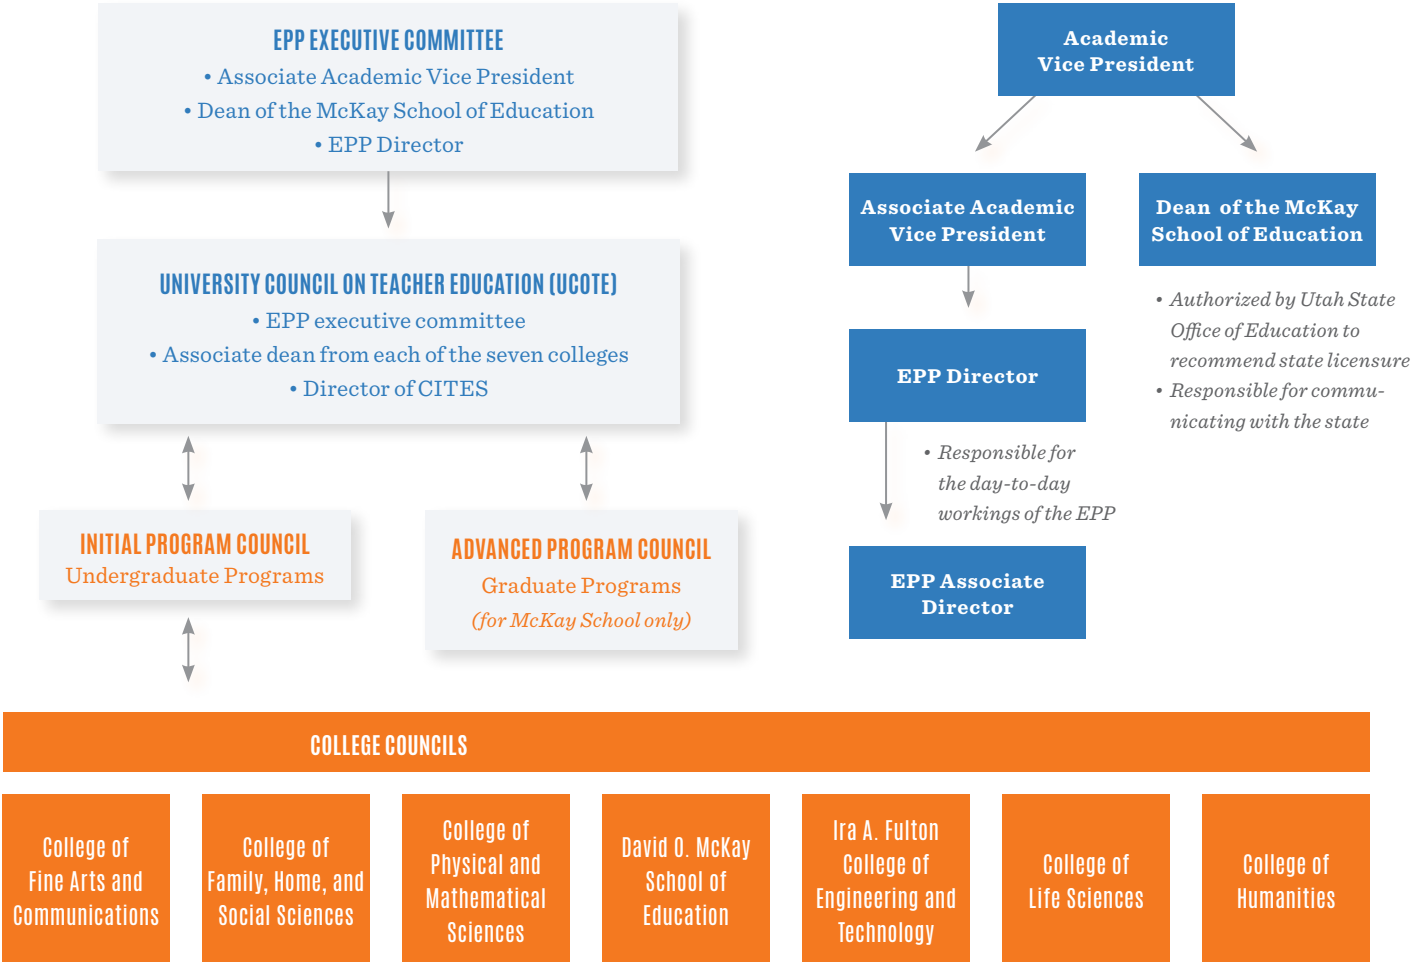 EPP EXECUTIVE COMMITTEE
• Associate Academic Vice President
• Dean of the McKay School of Education
• EPP Director
UNIVERSITY COUNCIL ON TEACHER EDUCATION (UCOTE)
• EPP executive committee
• Associate dean from each of the seven colleges
• Director of CITES
INITIAL PROGRAM COUNCIL
Undergraduate Programs
ADVANCED PROGRAM COUNCIL
Graduate Programs
(for McKay School only)
Academic
Vice President
Associate Academic
Vice President
Dean of the McKay
School of Education
• Authorized by Utah State
Office of Education to
recommend state licensure
• Responsible for commu-
nicating with the state
EPP Director
• Responsible for
the day-to-day
workings of the EPP
EPP Associate
Director
COLLEGE COUNCILS
College of
Fine Arts and
Communications
College of
Family, Home, and
Social Sciences
College of
Physical and
Mathematical
Sciences
David O. McKay
School of
Education
Ira A. Fulton
College of
Engineering and
Technology
College of
Life Sciences
College of
Humanities